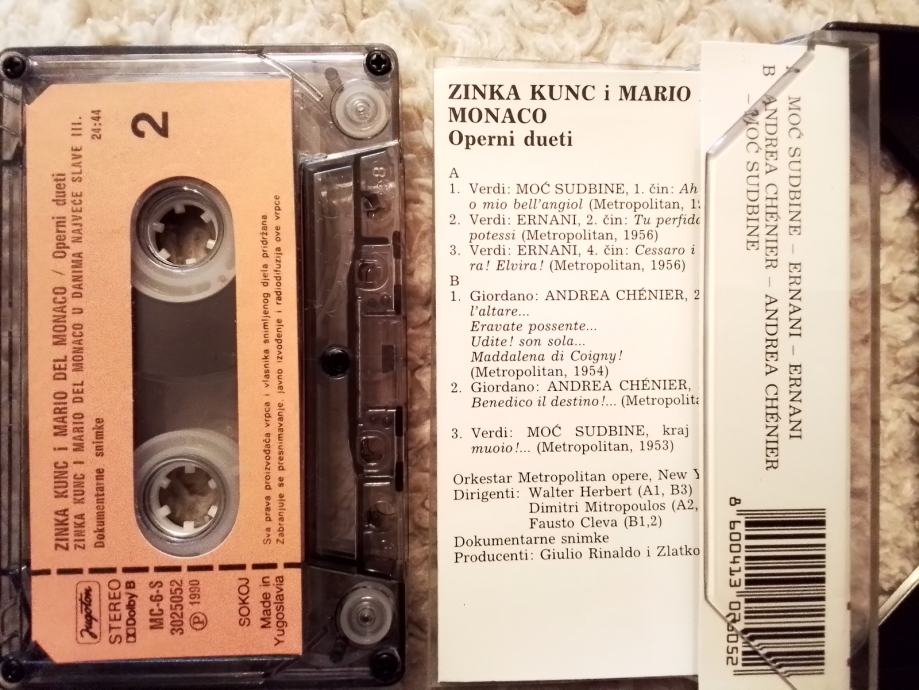 2
ZINKA KUNC i MARIO DEL MONACO / Operni dueti
ZINKA KUNC I MARIO DEL MONACO U DANIMA NAJVEĆE SLAVE III.
Dokumentarne snimke
24:44
Sva prava proizvođača vrpca i vlasnika snimljenog djela pridržana.
Zabranjuje se presnimavanje, javno izvođenje i radiodifuzija ove vrpce
Jugoton
STEREO
Dolby B
MC-6-S
3025052
Ⓟ 1990
SOKOJ
Made in
Yugoslavia
ZINKA KUNC i MARIO
MONACO
Operni dueti
A
1. Verdi: MOĆ SUDBINE, 1. čin: Ah
o mio bell'angiol (Metropolitan,
2. Verdi: ERNANI, 2. čin: Tu perfido
potessi (Metropolitan, 1956)
3. Verdi: ERNANI, 4. čin: Cessaro i
ra! Elvira! (Metropolitan, 1956)
B
1. Giordano: ANDREA CHÉNIER, 2
l'altare...
Eravate possente...
Udite! son sola...
Maddalena di Coigny!
(Metropolitan, 1954)
2. Giordano: ANDREA CHÉNIER,
Benedico il destino!... (Metropolita
3. Verdi: MOĆ SUDBINE, kraj
muoio!... (Metropolitan, 1953)
Orkestar Metropolitan opere, New Y
Dirigenti: Walter Herbert (A1, B3)
Dimitri Mitropoulos (A2,
Fausto Cleva (B1,2)
Dokumentarne snimke
Producenti: Giulio Rinaldo i Zlatko
MOĆ SUDBINE – ERNANI – ERNANI
B ANDREA CHÉNIER – ANDREA CHÉNIER
– MOĆ SUDBINE